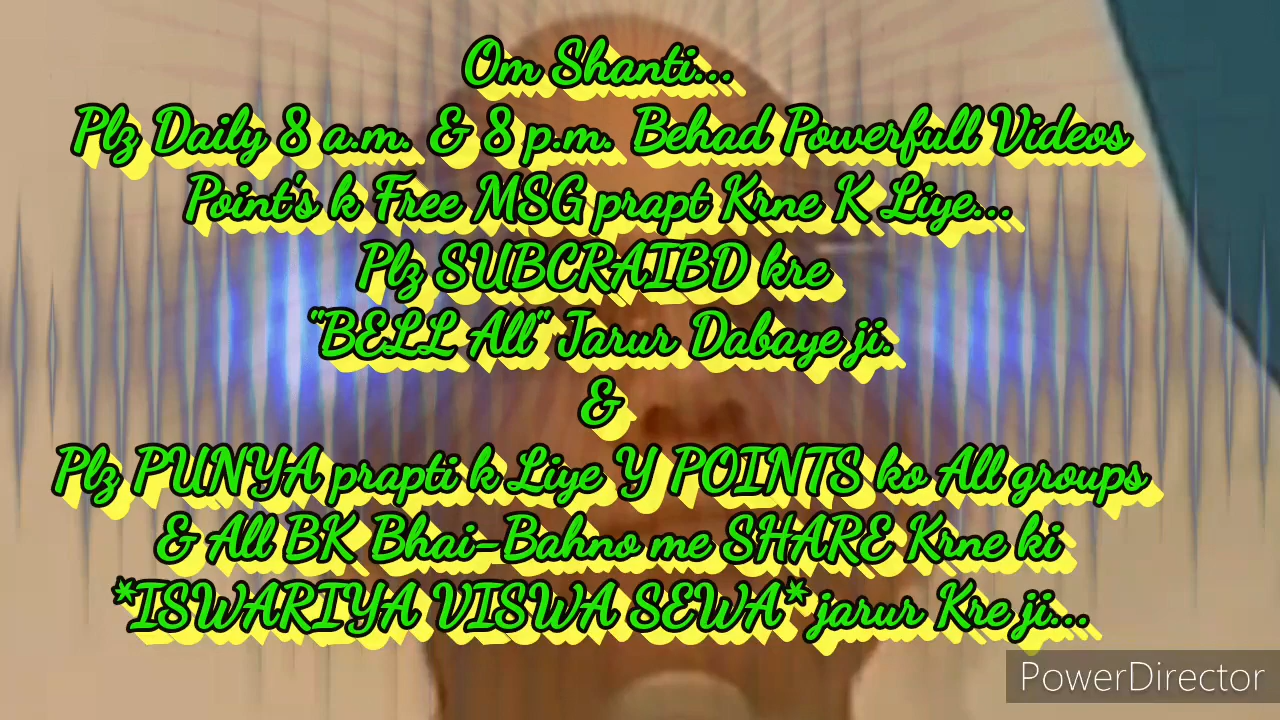 Om Shanti...
Plz Daily 8 a.m. & 8 p.m. Behad Powerfull Videos
Point's k Free MSG prapt Krne K Liye...
Plz SUBCRAIBD kre
"BELL All" Jarur Dabaye ji.
&
Plz PUNYA prapti k Liye Y POINTS ko All groups
& All BK Bhai-Bahno me SHARE Krne ki
*ISWARIYA VISWA SEWA* jarur Kre ji...
PowerDirector